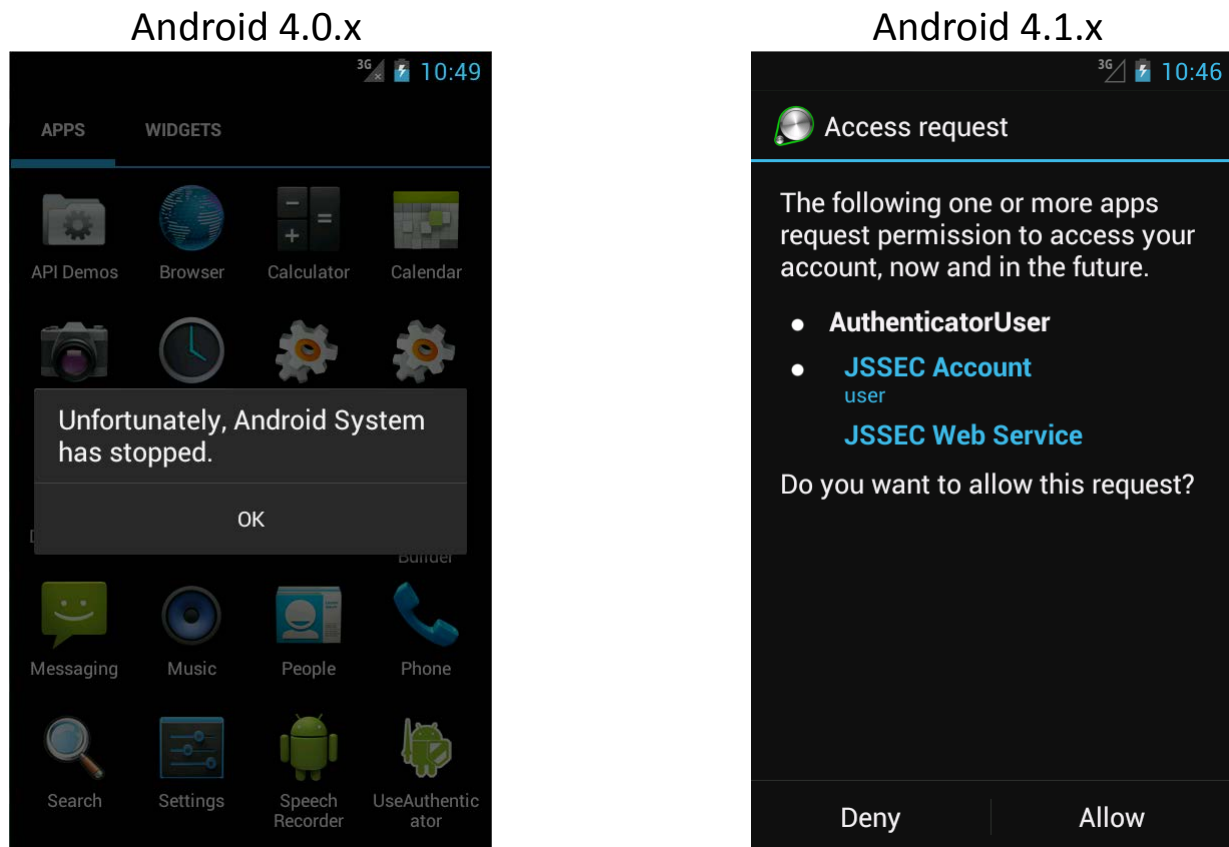 Android 4.0.x
3G 10:49
APPS WIDGETS
API Demos Browser Calculator Calendar
Unfortunately, Android System
has stopped.
OK
Builder
Messaging Music People Phone
Search Settings Speech
Recorder UseAuthentic
ator
Android 4.1.x
3G 10:46
Access request
The following one or more apps
request permission to access your
account, now and in the future.
● AuthenticatorUser
● JSSEC Account
user
JSSEC Web Service
Do you want to allow this request?
Deny Allow